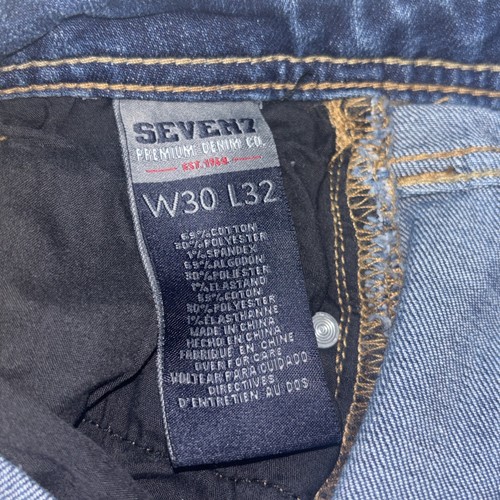 SEVEN7
PREMIUM DENIM CO.
EST. 1964
W30 L32
69%COTTON
30%POLYESTER
1%SPANDEX
69%ALGODON
30%POLIESTER
1%ELASTANO
69%COTON
30%POLYESTER
1%ELASTHANNE
MADE IN CHINA
HECHO EN CHINA
FABRIQUE EN CHINE
OVER FOR CARE
VOLTEAR PARA CUIDADO
DIRECTIVES
D'ENTRETIEN AU DOS